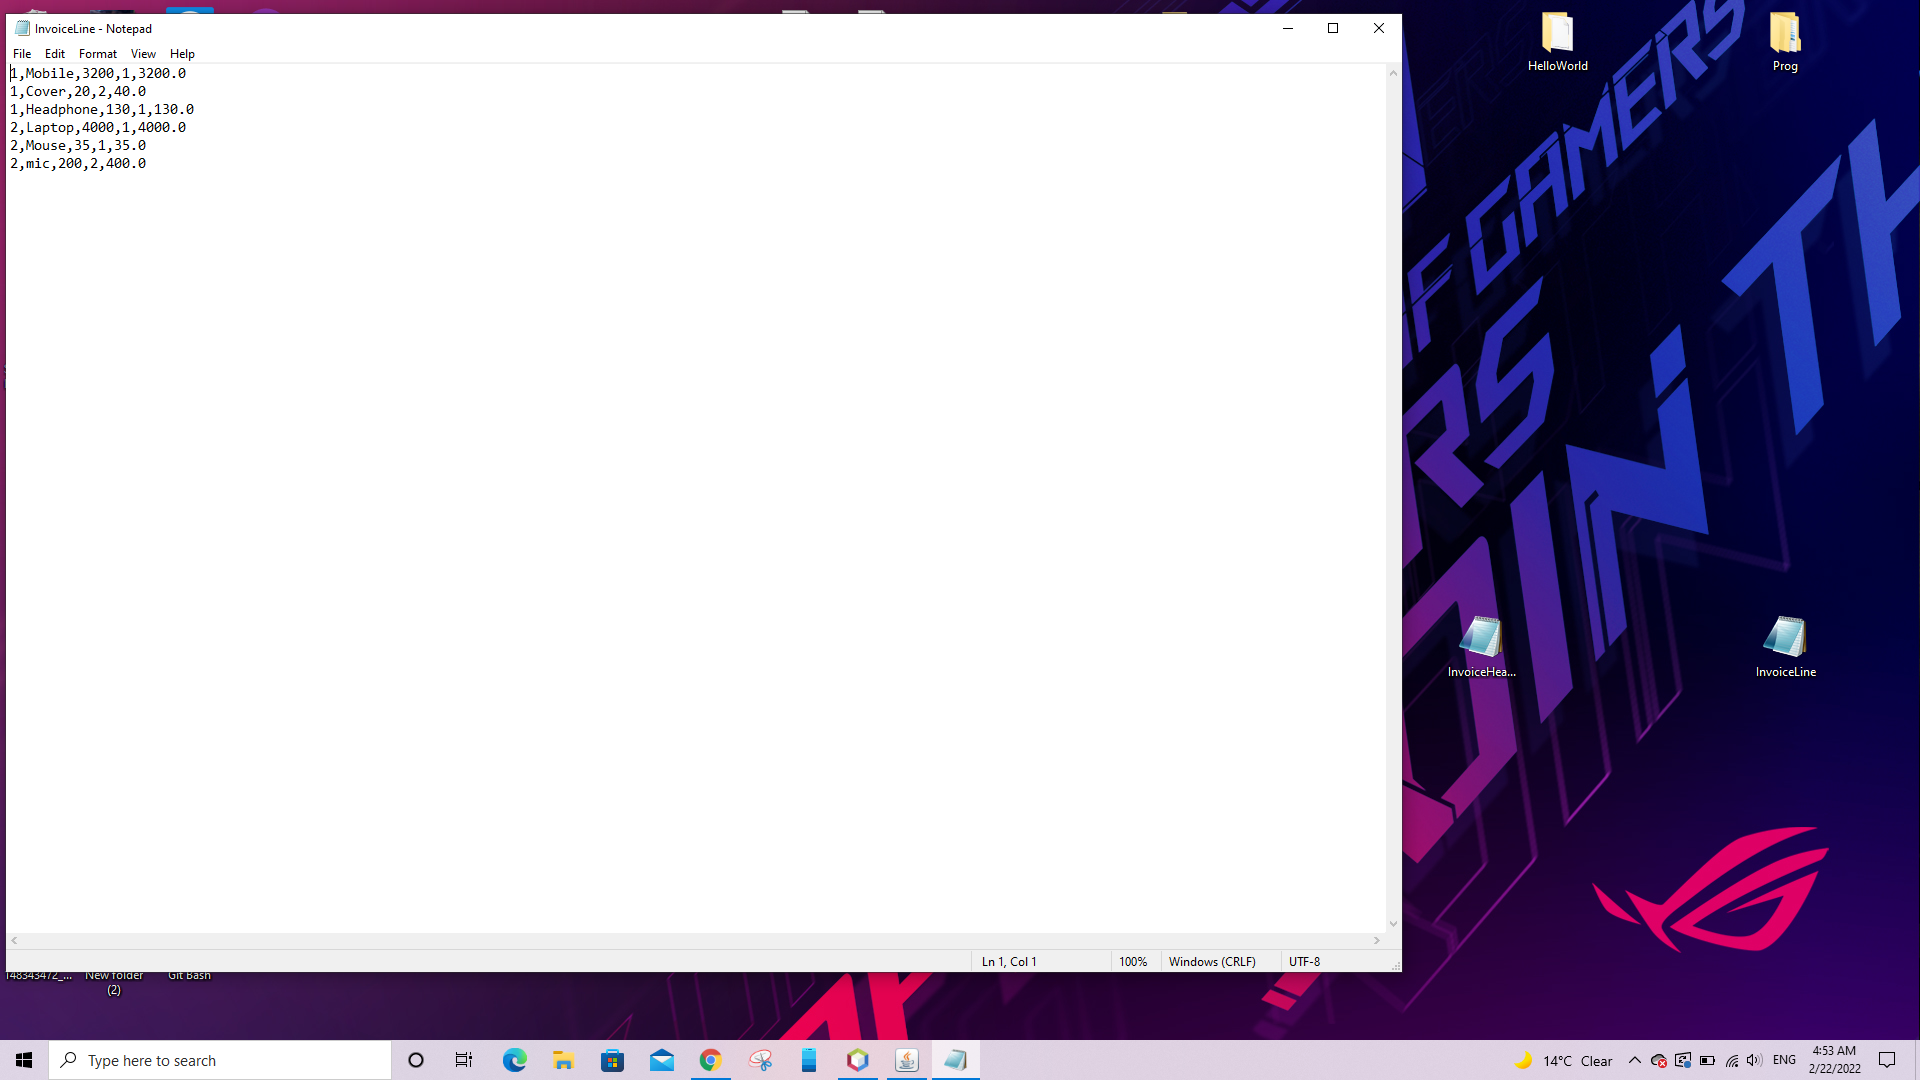 InvoiceLine - Notepad
File Edit Format View Help
1,Mobile,3200,1,3200.0
1,Cover,20,2,40.0
1,Headphone,130,1,130.0
2,Laptop,4000,1,4000.0
2,Mouse,35,1,35.0
2,mic,200,2,400.0
Ln 1, Col 1
100%
Windows (CRLF)
UTF-8
HelloWorld
Prog
GAMERS
InvoiceHea...
InvoiceLine
148343472_...
New folder
(2)
Git Bash
Type here to search
14°C Clear
ENG
4:53 AM
2/22/2022